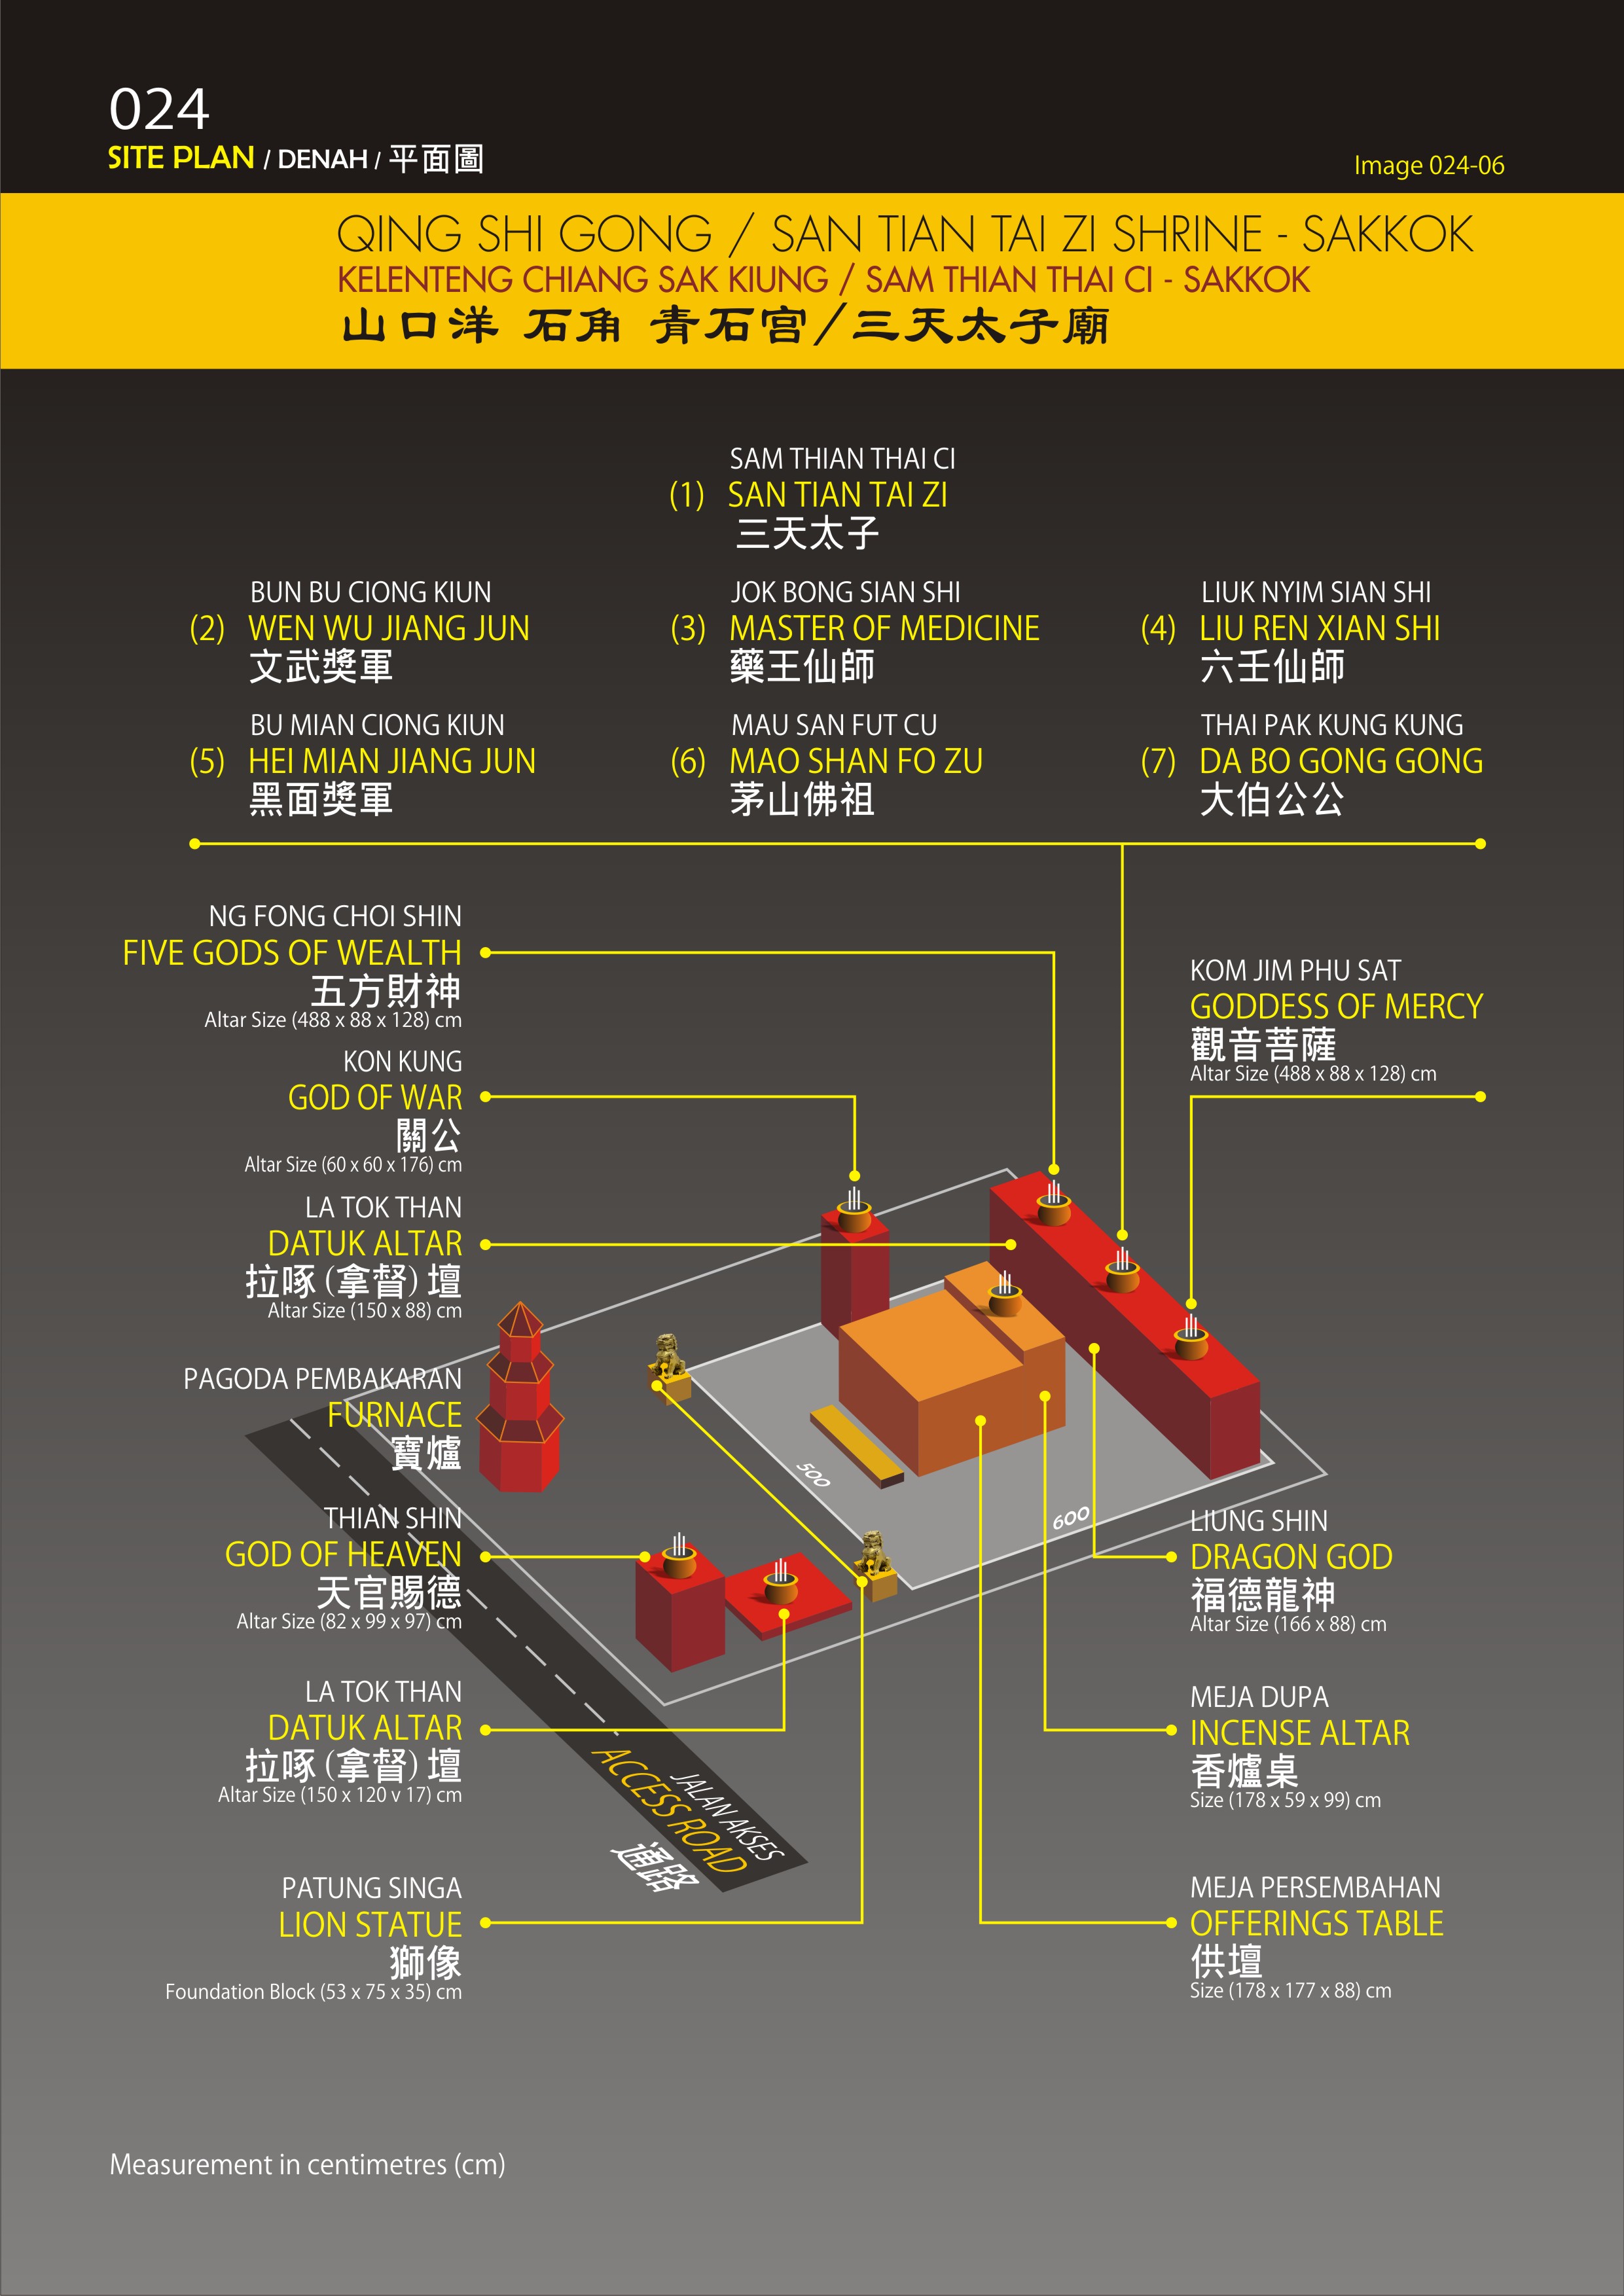 024
SITE PLAN / DENAH / 平面圖
Image 024-06
QING SHI GONG / SAN TIAN TAI ZI SHRINE - SAKKOK
KELENTENG CHIANG SAK KIUNG / SAM THIAN THAI CI - SAKKOK
山口洋 石角 青石宫/三天太子廟
SAM THIAN THAI CI
(1) SAN TIAN TAI ZI
三天太子
BUN BU CIONG KIUN
(2) WEN WU JIANG JUN
文武獎軍
JOK BONG SIAN SHI
(3) MASTER OF MEDICINE
藥王仙師
LIUK NYIM SIAN SHI
(4) LIU REN XIAN SHI
六壬仙師
BU MIAN CIONG KIUN
(5) HEI MIAN JIANG JUN
黑面獎軍
MAU SAN FUT CU
(6) MAO SHAN FO ZU
茅山佛祖
THAI PAK KUNG KUNG
(7) DA BO GONG GONG
大伯公公
NG FONG CHOI SHIN
FIVE GODS OF WEALTH
五方財神
Altar Size (488 x 88 x 128) cm
KOM JIM PHU SAT
GODDESS OF MERCY
觀音菩薩
Altar Size (488 x 88 x 128) cm
KON KUNG
GOD OF WAR
關公
Altar Size (60 x 60 x 176) cm
LA TOK THAN
DATUK ALTAR
拉啄(拿督)壇
Altar Size (150 x 88) cm
PAGODA PEMBAKARAN
FURNACE
寶爐
500
600
THIAN SHIN
GOD OF HEAVEN
天官賜德
Altar Size (82 x 99 x 97) cm
LIUNG SHIN
DRAGON GOD
福德龍神
Altar Size (166 x 88) cm
LA TOK THAN
DATUK ALTAR
拉啄(拿督)壇
Altar Size (150 x 120 v 17) cm
JALAN AKSES
ACCESS ROAD
通路
MEJA DUPA
INCENSE ALTAR
香爐桌
Size (178 x 59 x 99) cm
PATUNG SINGA
LION STATUE
獅像
Foundation Block (53 x 75 x 35) cm
MEJA PERSEMBAHAN
OFFERINGS TABLE
供壇
Size (178 x 177 x 88) cm
Measurement in centimetres (cm)